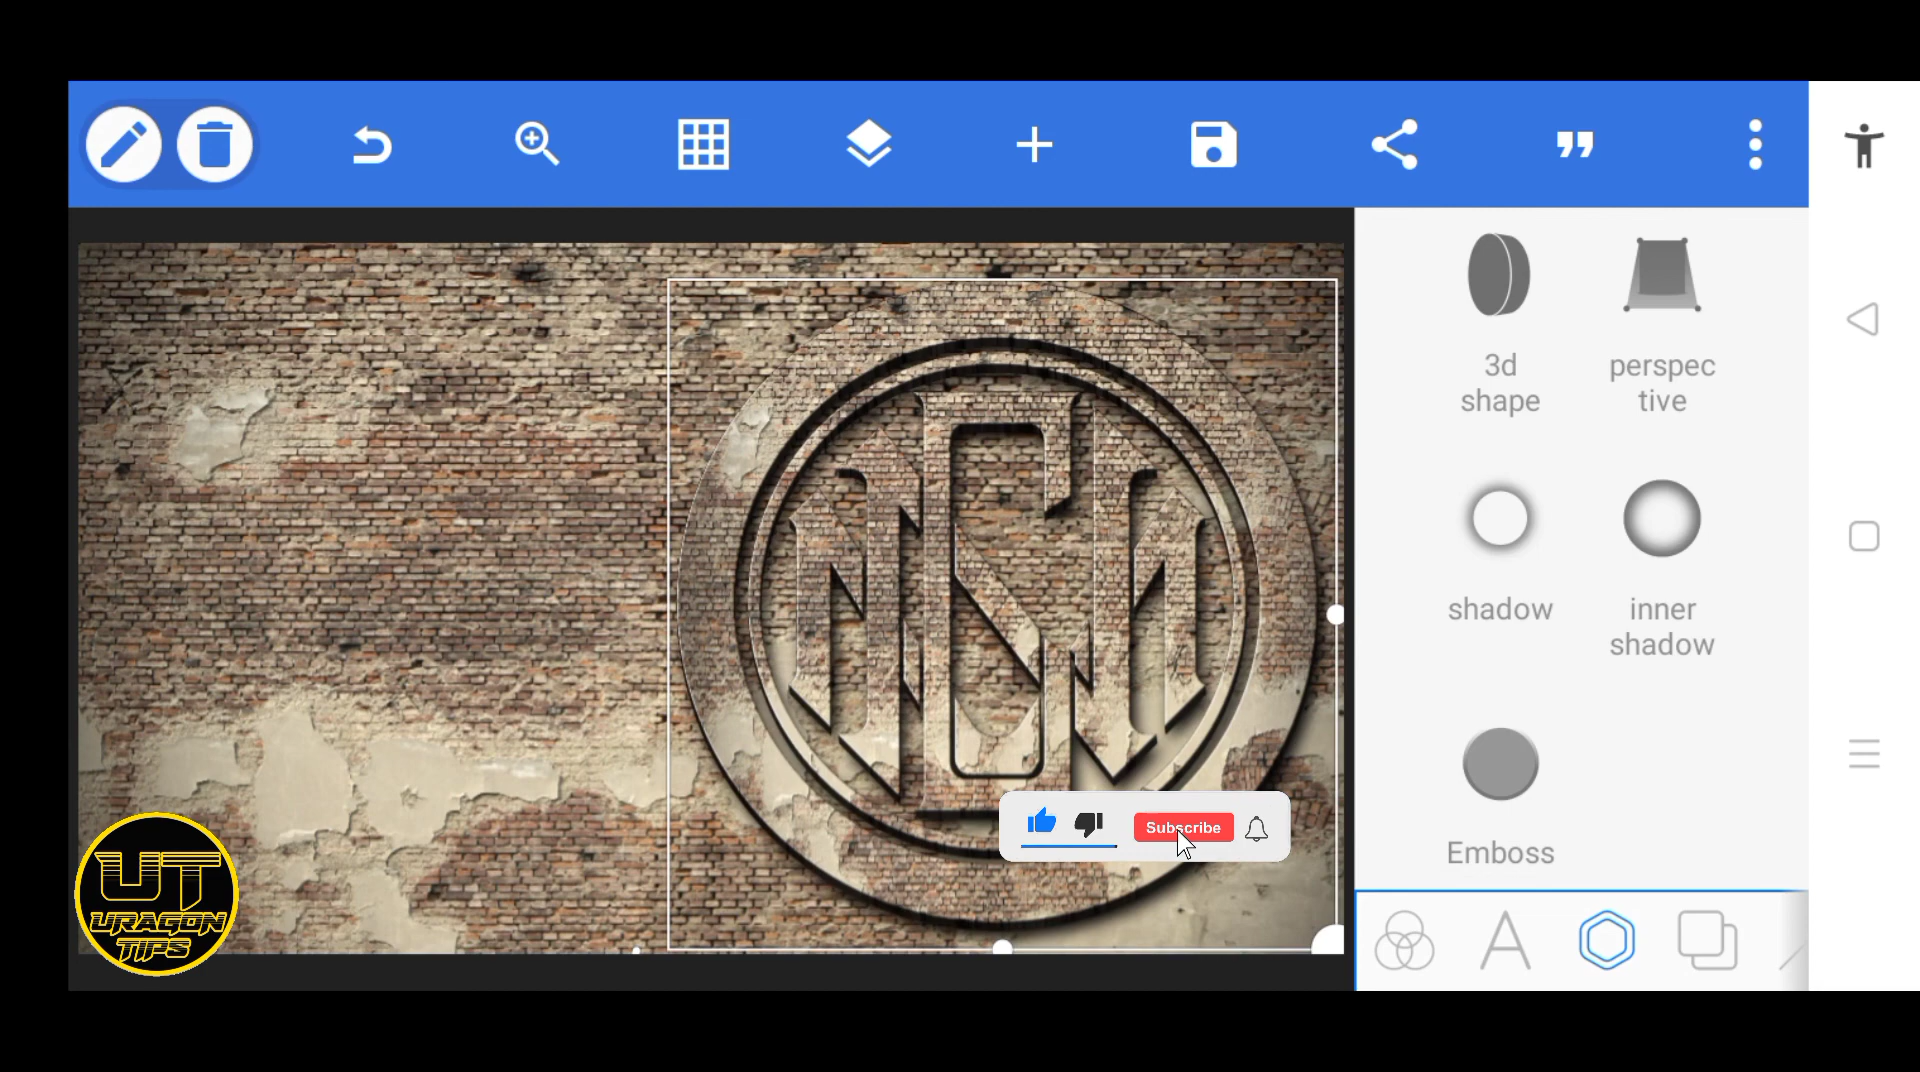 3d
shape
perspec
tive
shadow
inner
shadow
Emboss
Subscribe
UT
URAGON
TIPS